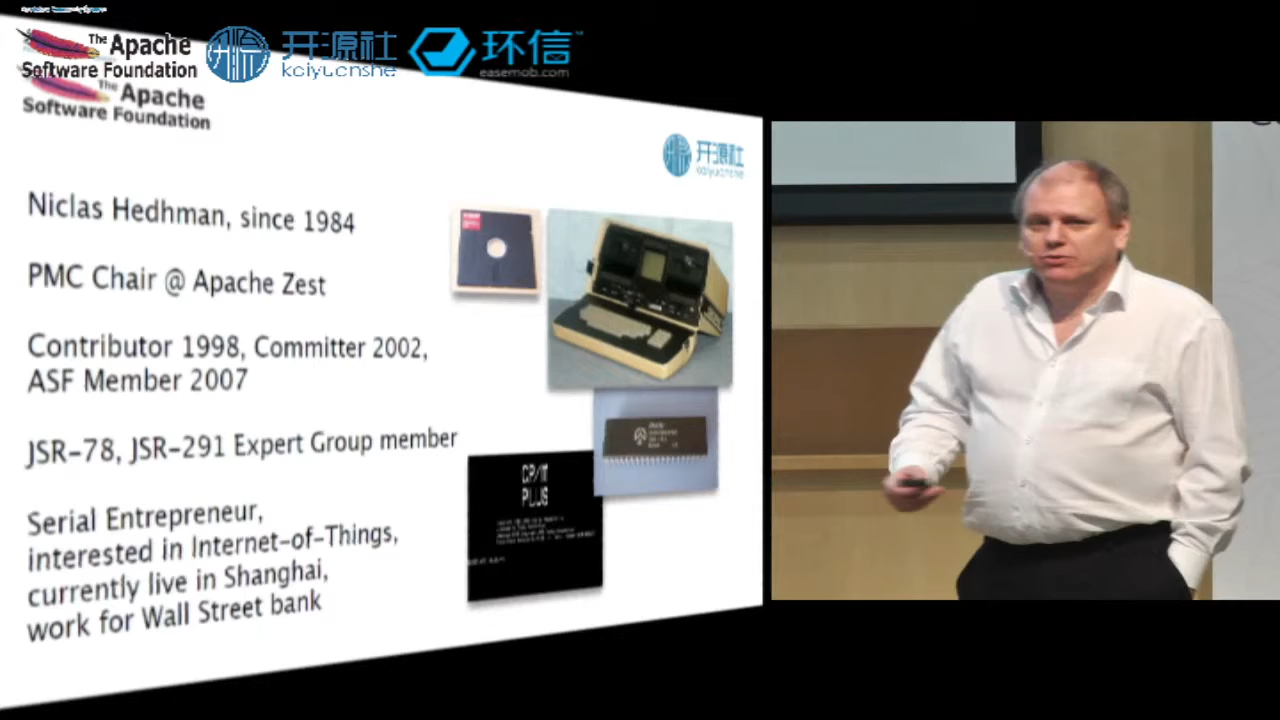 The Apache
Software Foundation
开源社
kaiyuanshe
环信
easemob.com
The Apache
Software Foundation
开源社
kaiyuanshe
Niclas Hedhman, since 1984
PMC Chair @ Apache Zest
Contributor 1998, Committer 2002,
ASF Member 2007
JSR-78, JSR-291 Expert Group member
Serial Entrepreneur,
interested in Internet-of-Things,
currently live in Shanghai,
work for Wall Street bank
CP/M
PLUS